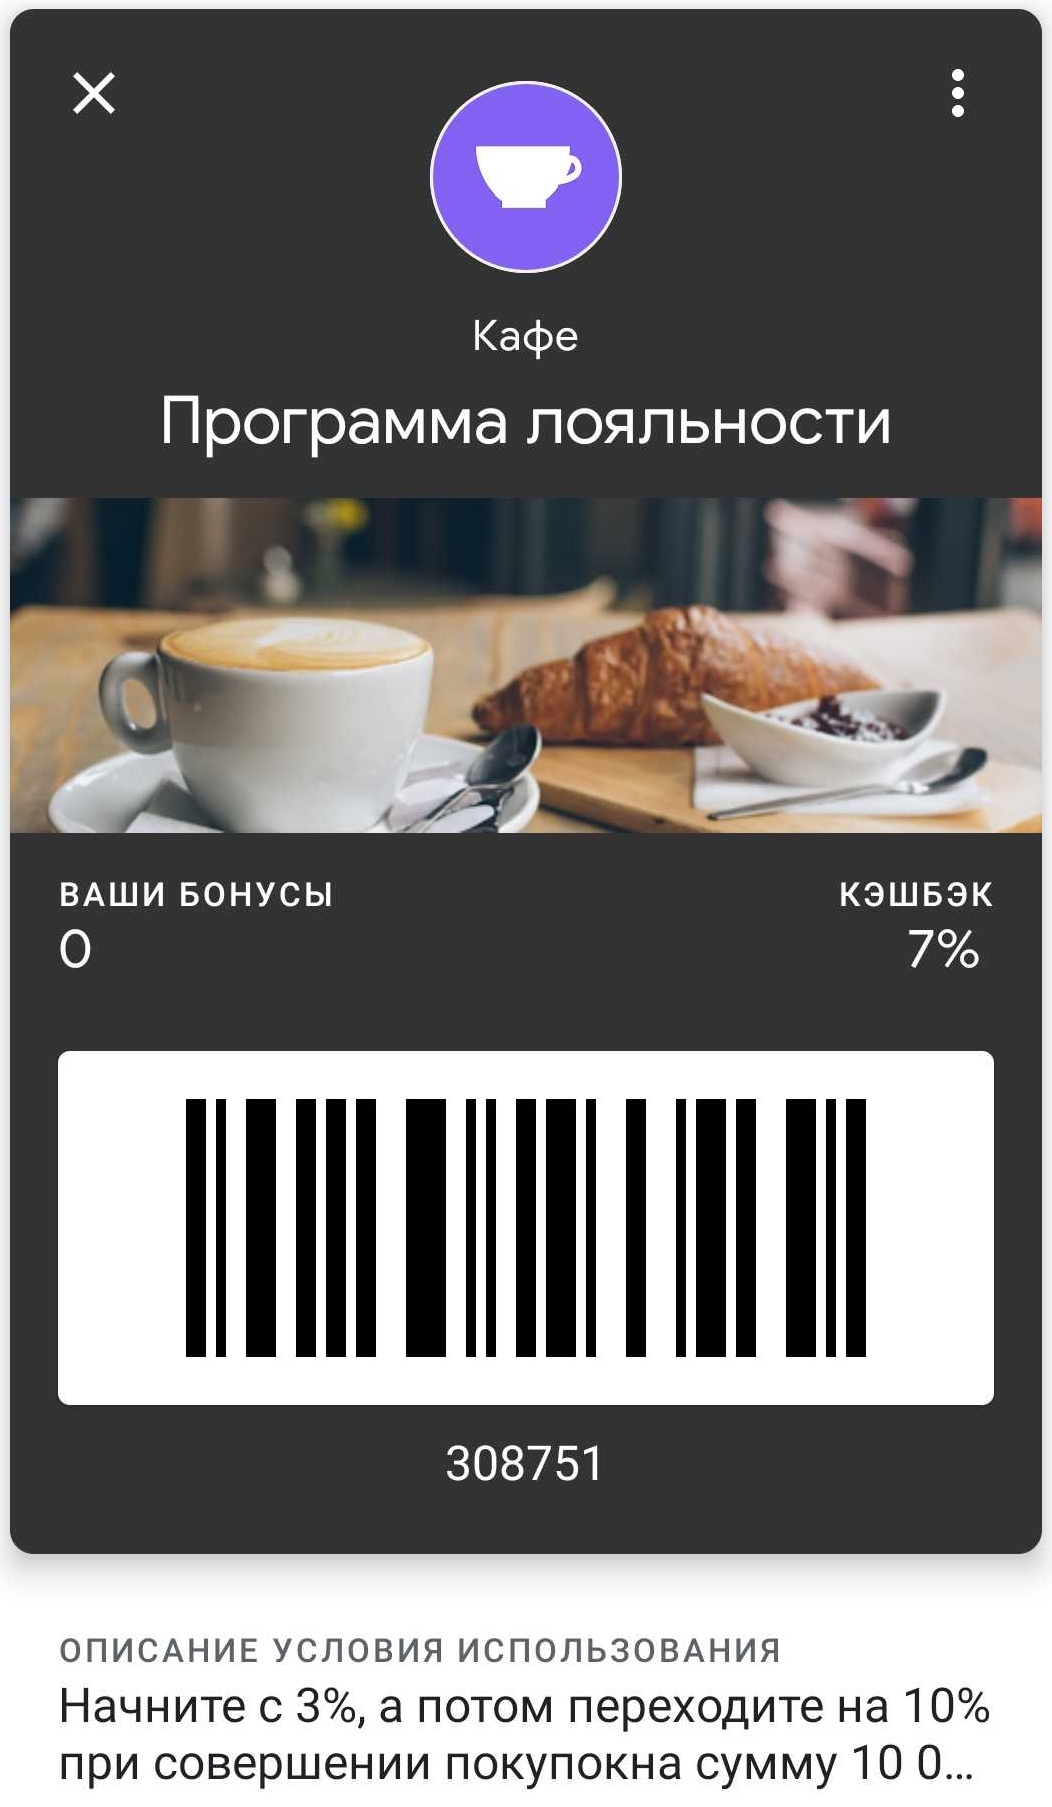 Кафе
Программа лояльности
ВАШИ БОНУСЫ
КЭШБЭК
0
7%
308751
ОПИСАНИЕ УСЛОВИЯ ИСПОЛЬЗОВАНИЯ
Начните с 3%, а потом переходите на 10%
при совершении покупокна сумму 10 0...